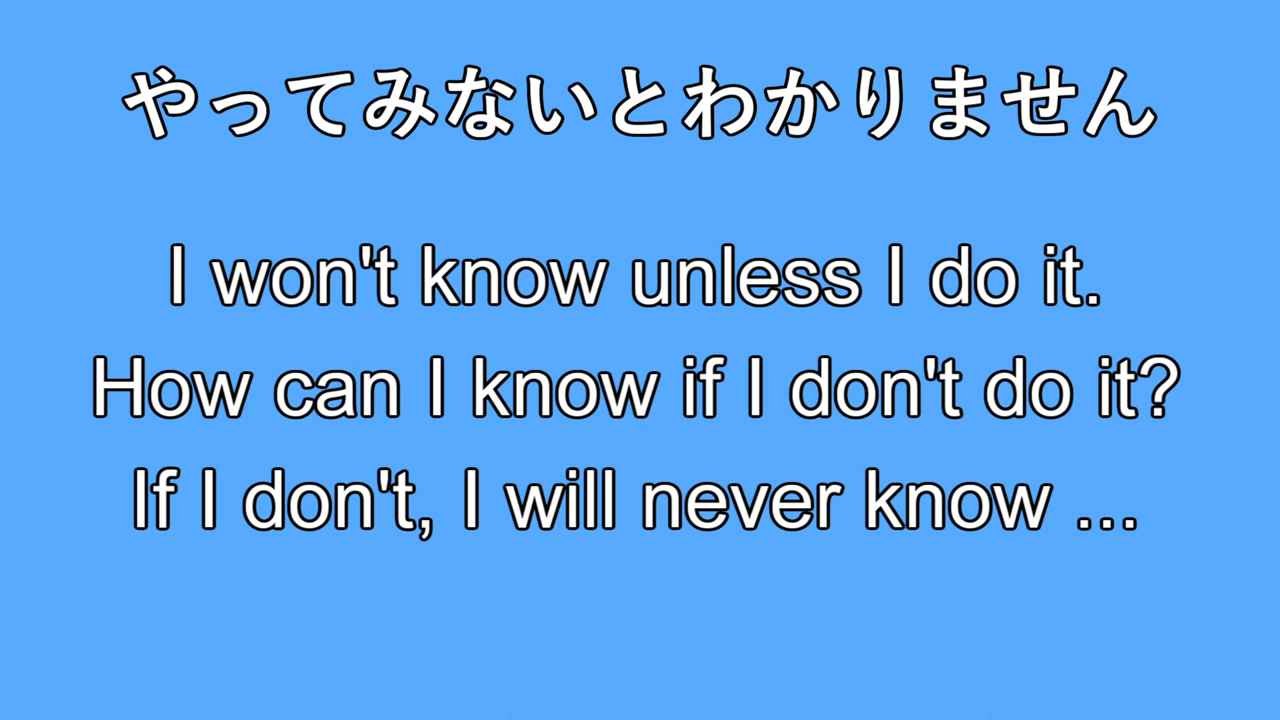 やってみないとわかりません
I won't know unless I do it.
How can I know if I don't do it?
If I don't, I will never know ...